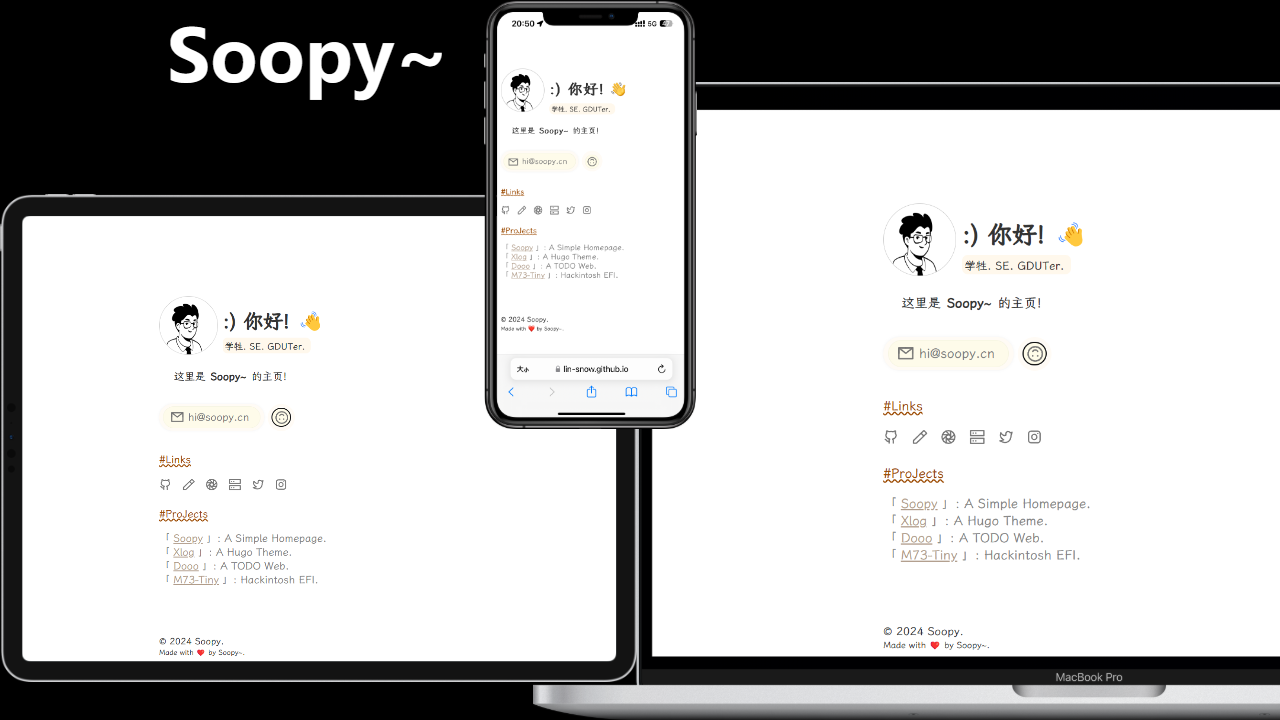 Soopy~
20:50
5G
42
:) 你好! 👋
学牲. SE. GDUTer.
这里是 Soopy~ 的主页!
hi@soopy.cn
#Links
#ProJects
「 Soopy 」: A Simple Homepage.
「 Xlog 」: A Hugo Theme.
「 Dooo 」: A TODO Web.
「 M73-Tiny 」: Hackintosh EFI.
© 2024 Soopy.
Made with ❤️ by Soopy~.
大小 lin-snow.github.io
:) 你好! 👋
学牲. SE. GDUTer.
这里是 Soopy~ 的主页!
hi@soopy.cn
#Links
#ProJects
「 Soopy 」: A Simple Homepage.
「 Xlog 」: A Hugo Theme.
「 Dooo 」: A TODO Web.
「 M73-Tiny 」: Hackintosh EFI.
© 2024 Soopy.
Made with ❤️ by Soopy~.
:) 你好! 👋
学牲. SE. GDUTer.
这里是 Soopy~ 的主页!
hi@soopy.cn
#Links
#ProJects
「 Soopy 」: A Simple Homepage.
「 Xlog 」: A Hugo Theme.
「 Dooo 」: A TODO Web.
「 M73-Tiny 」: Hackintosh EFI.
© 2024 Soopy.
Made with ❤️ by Soopy~.
MacBook Pro